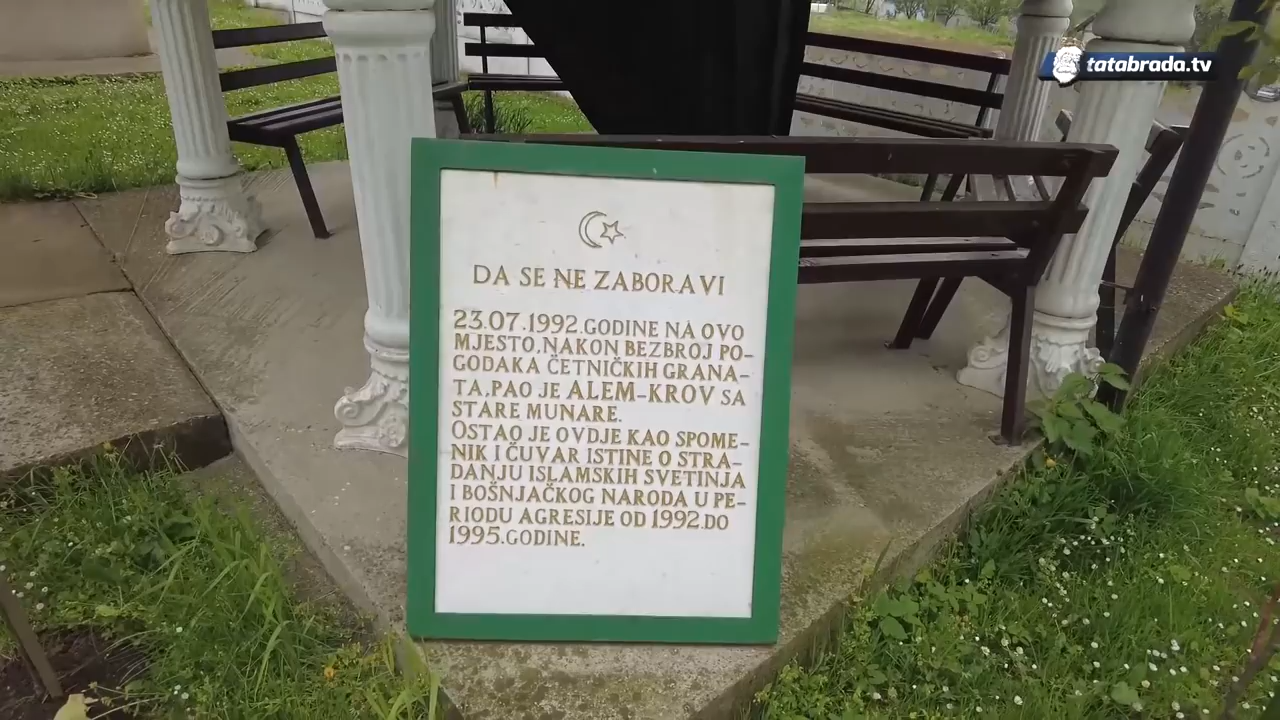 tatabrada.tv
DA SE NE ZABORAVI
23.07.1992.GODINE NA OVO
MJESTO,NAKON BEZBROJ PO-
GODAKA ČETNIČKIH GRANA-
TA,PAO JE ALEM-KROV SA
STARE MUNARE.
OSTAO JE OVDJE KAO SPOME-
NIK I ČUVAR ISTINE O STRA-
DANJU ISLAMSKIH SVETINJA
I BOŠNJAČKOG NARODA U PE-
RIODU AGRESIJE OD 1992.DO
1995.GODINE.